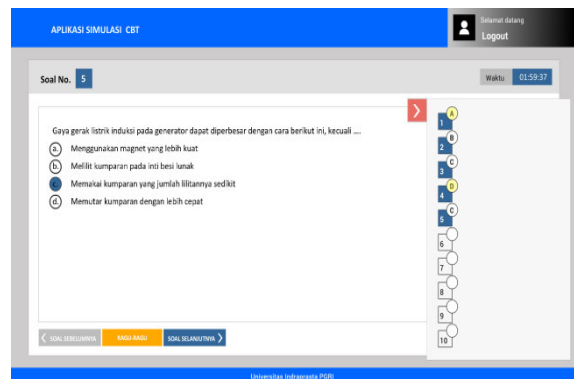 APLIKASI SIMULASI CBT
Selamat datang
Logout
Soal No. 5
Waktu 01:59:37
Gaya gerak listrik induksi pada generator dapat diperbesar dengan cara berikut ini, kecuali ....
a. Menggunakan magnet yang lebih kuat
b. Melilit kumparan pada inti besi lunak
c. Memakai kumparan yang jumlah lilitannya sedikit
d. Memutar kumparan dengan lebih cepat
A
1
B
2
C
3
D
4
C
5
6
7
8
9
10
SOAL SEBELUMNYA RAGU-RAGU SOAL SELANJUTNYA
Universitas Indraprasta PGRI